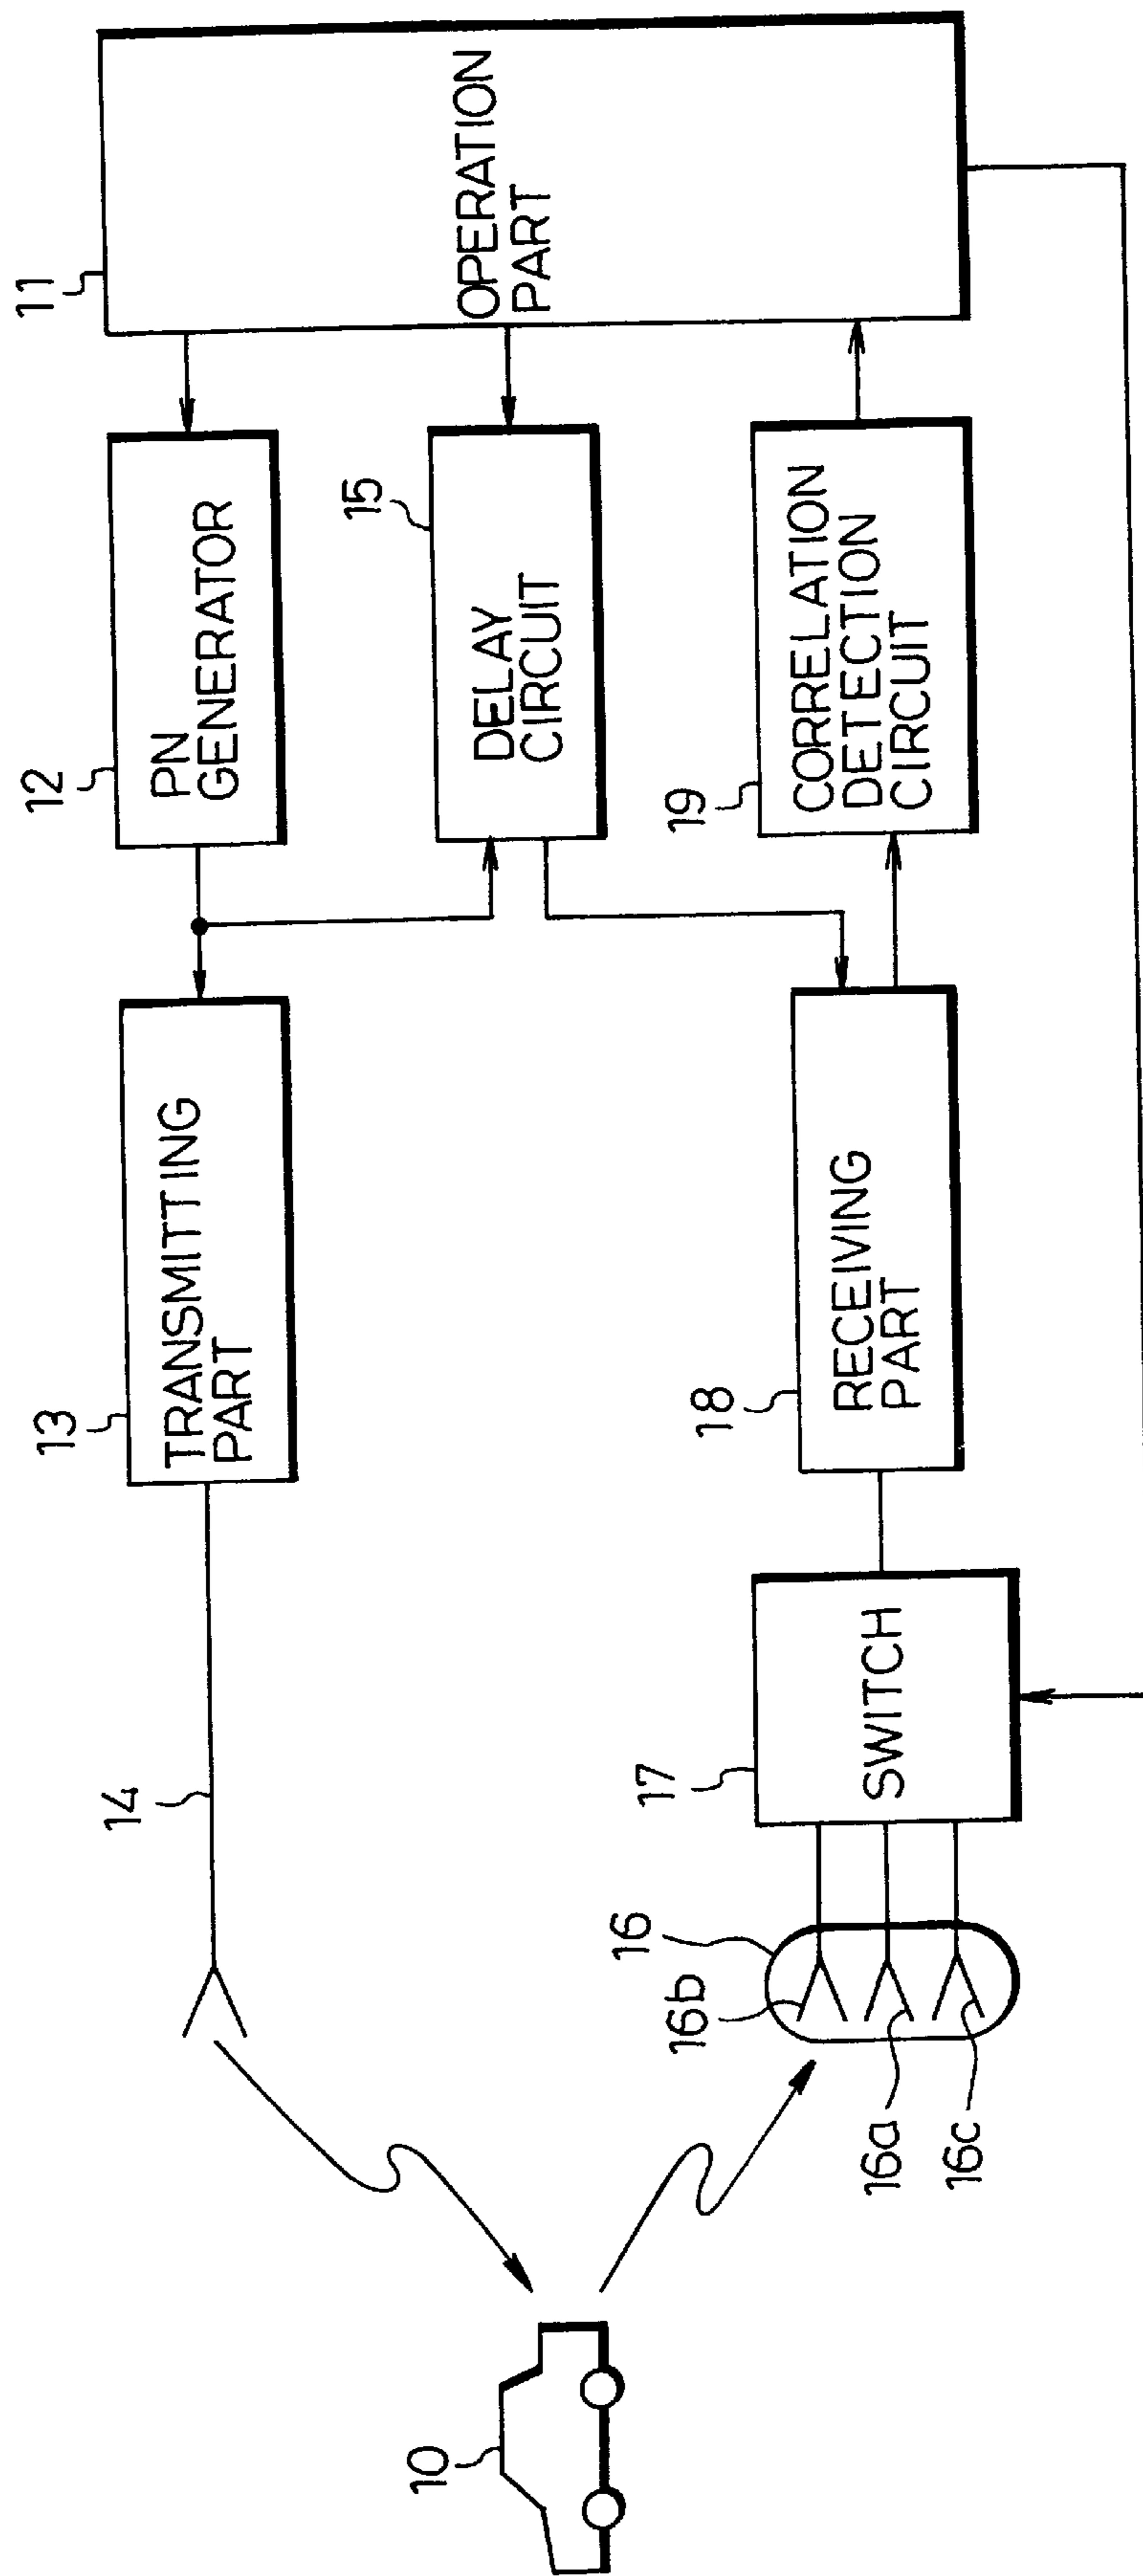 11
OPERATION
PART
12
PN
GENERATOR
15
DELAY
CIRCUIT
19
CORRELATION
DETECTION
CIRCUIT
13
TRANSMITTING
PART
18
RECEIVING
PART
14
17
SWITCH
16
16b
16a
16c
10